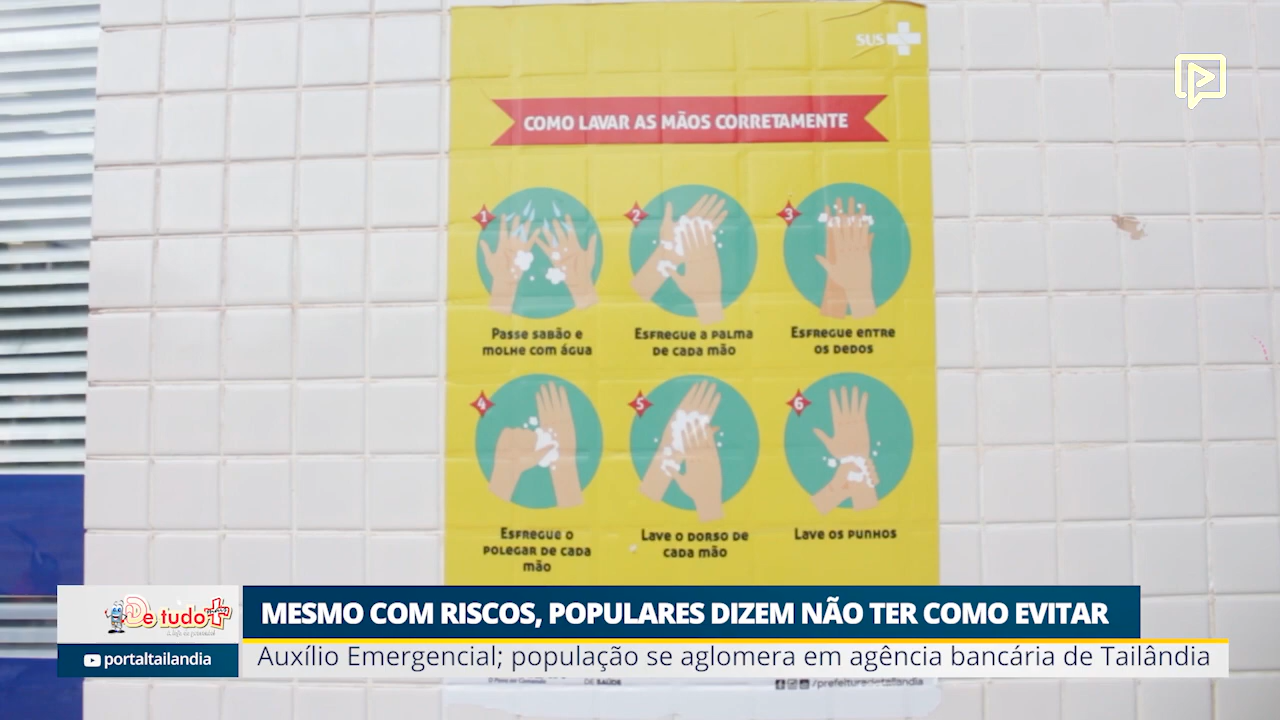 SUS
COMO LAVAR AS MÃOS CORRETAMENTE
1
2
3
Passe sabão e
molhe com água
Esfregue a palma
de cada mão
Esfregue entre
os dedos
4
5
6
Esfregue o
polegar de cada
mão
Lave o dorso de
cada mão
Lave os punhos
De tudo
MESMO COM RISCOS, POPULARES DIZEM NÃO TER COMO EVITAR
portaltailandia
Auxílio Emergencial; população se aglomera em agência bancária de Tailândia
DE SAÚDE
/prefeituradetailandia